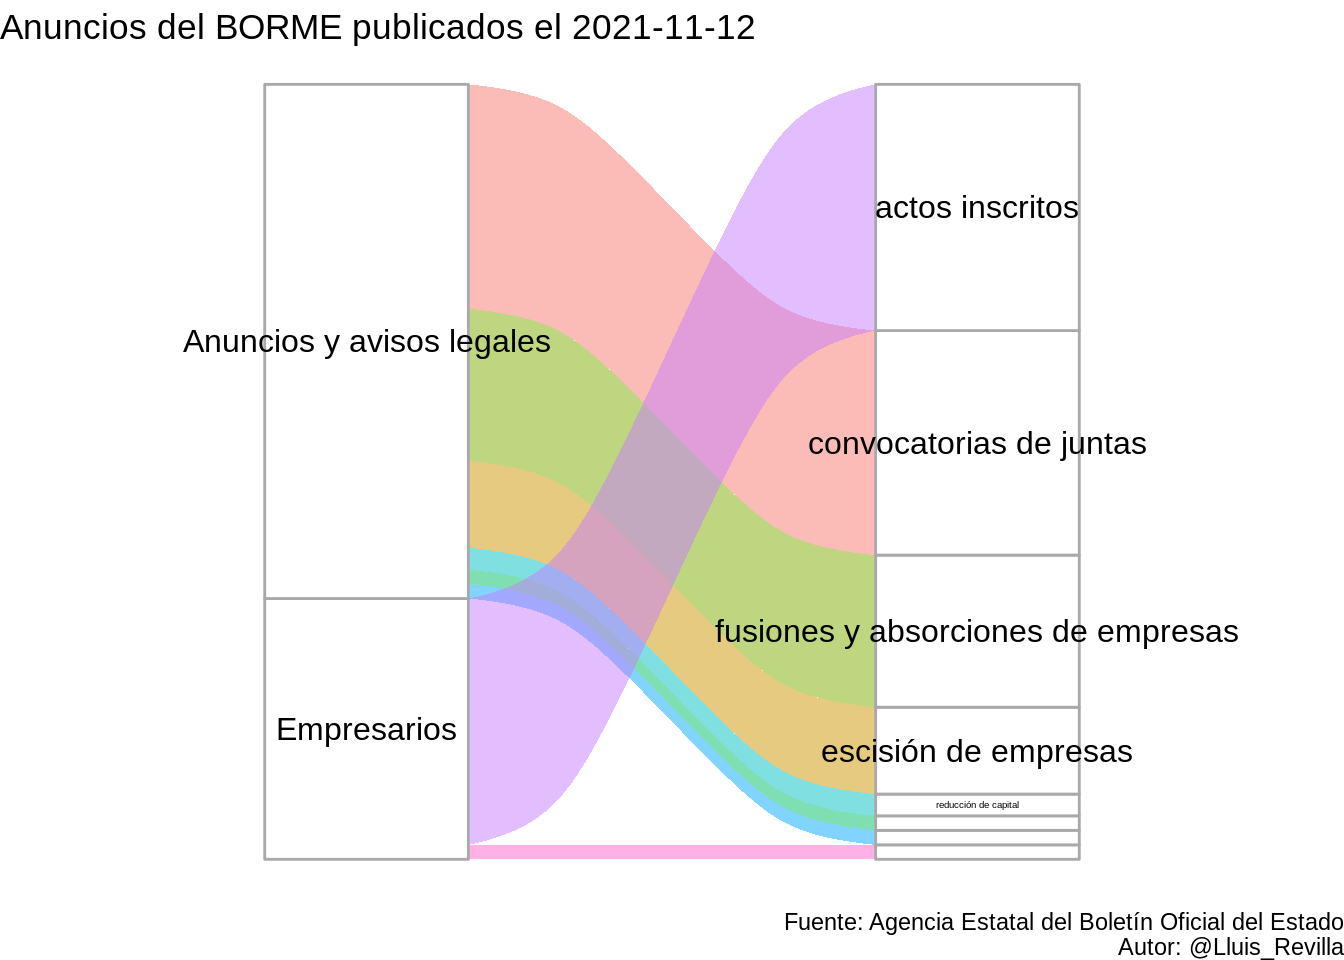 Anuncios del BORME publicados el 2021-11-12
actos inscritos
Anuncios y avisos legales
convocatorias de juntas
fusiones y absorciones de empresas
Empresarios
escisión de empresas
reducción de capital
Fuente: Agencia Estatal del Boletín Oficial del Estado
Autor: @Lluis_Revilla